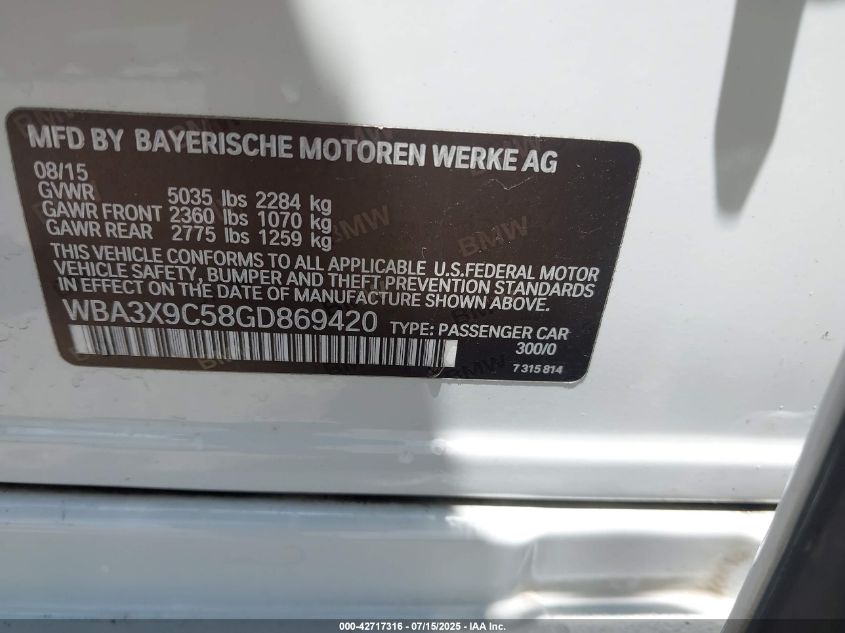 MFD BY BAYERISCHE MOTOREN WERKE AG
08/15
GVWR 5035 lbs 2284 kg
GAWR FRONT 2360 lbs 1070 kg
GAWR REAR 2775 lbs 1259 kg
THIS VEHICLE CONFORMS TO ALL APPLICABLE U.S.FEDERAL MOTOR
VEHICLE SAFETY, BUMPER AND THEFT PREVENTION STANDARDS
IN EFFECT ON THE DATE OF MANUFACTURE SHOWN ABOVE.
WBA3X9C58GD869420 TYPE: PASSENGER CAR
300/0
7 315 814
BMW
000-42717316 - 07/15/2025 - IAA Inc.